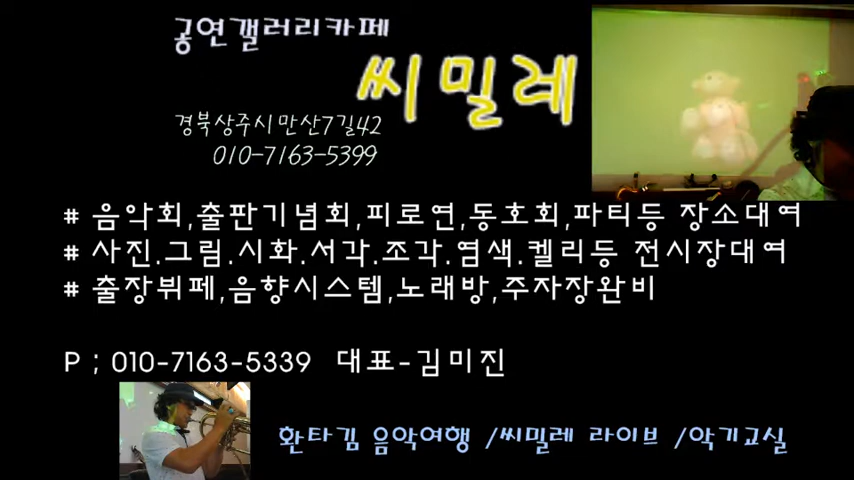 공연갤러리카페
씨밀레
경북상주시만산7길42
010-7163-5399
# 음악회,출판기념회,피로연,동호회,파티등 장소대여
# 사진.그림.시화.서각.조각.염색.켈리등 전시장대여
# 출장뷔페,음향시스템,노래방,주차장완비
P ; 010-7163-5339 대표-김미진
환타김 음악여행 /씨밀레 라이브 /악기교실